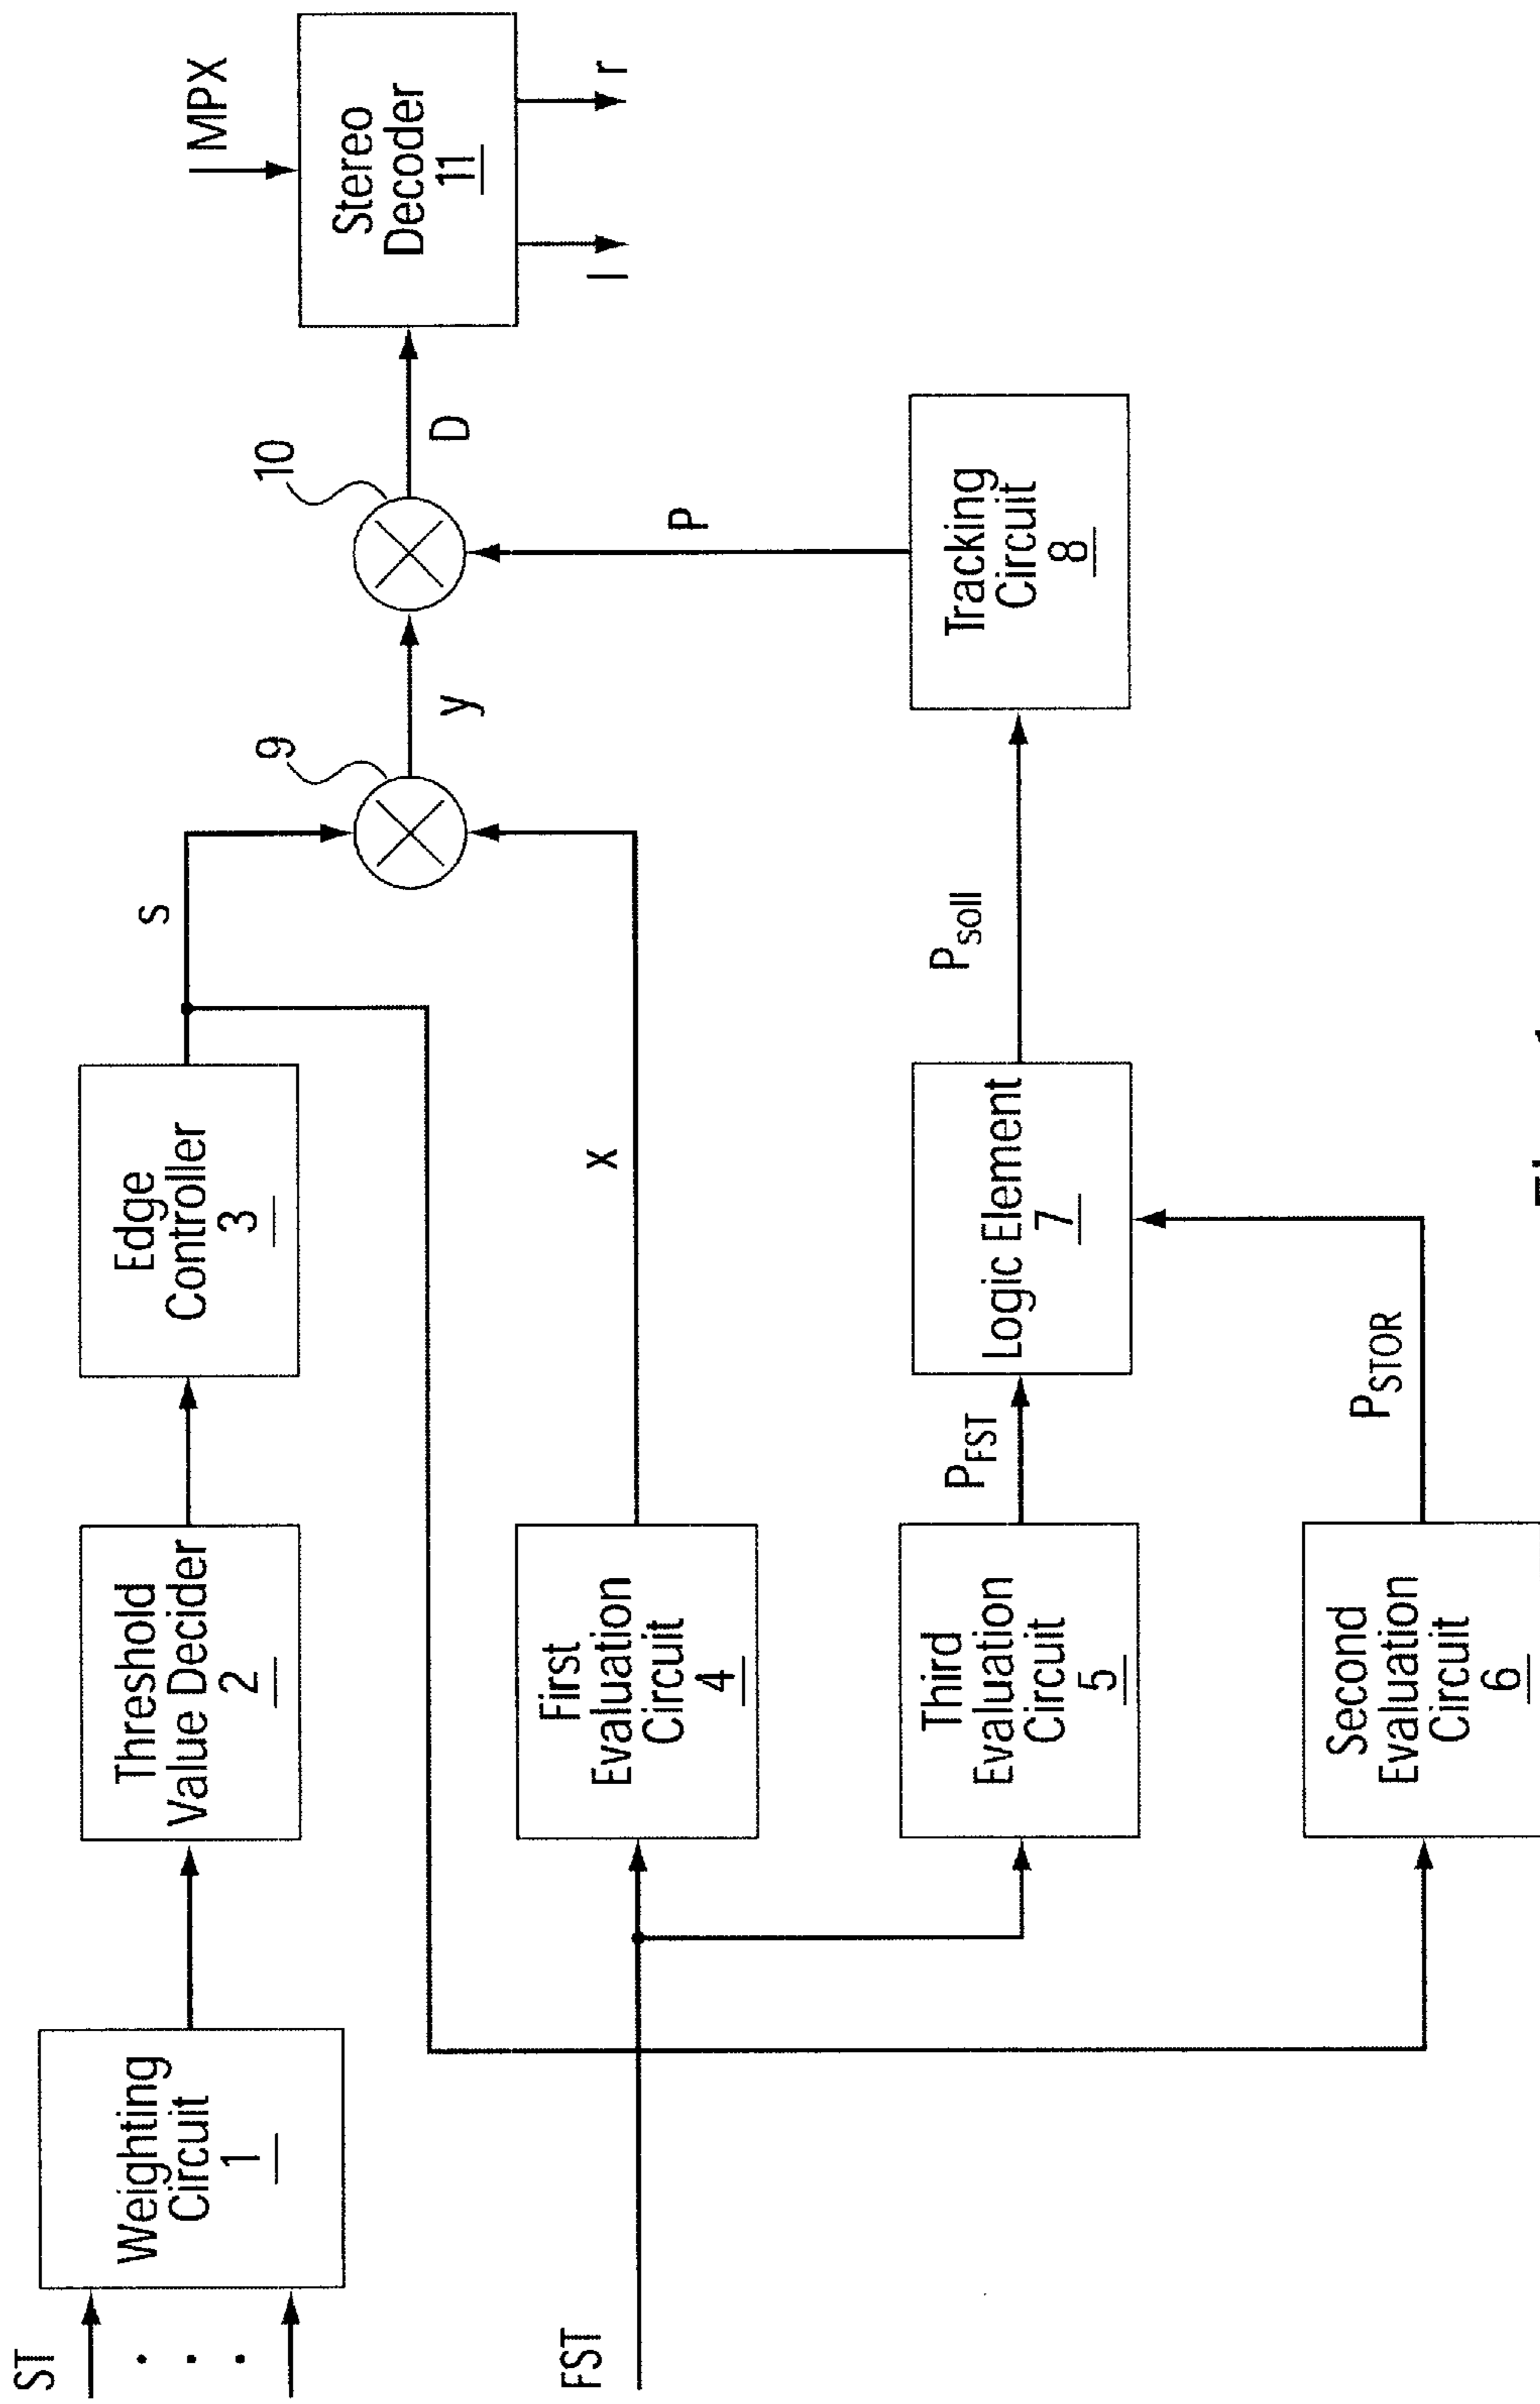 ST
Weighting
Circuit
1
Threshold
Value Decider
2
Edge
Controller
3
s
9
y
10
D
MPX
Stereo
Decoder
11
l
r
FST
First
Evaluation
Circuit
4
x
Third
Evaluation
Circuit
5
PFST
Logic Element
7
Psoll
Tracking
Circuit
8
P
Second
Evaluation
Circuit
6
PSTOR